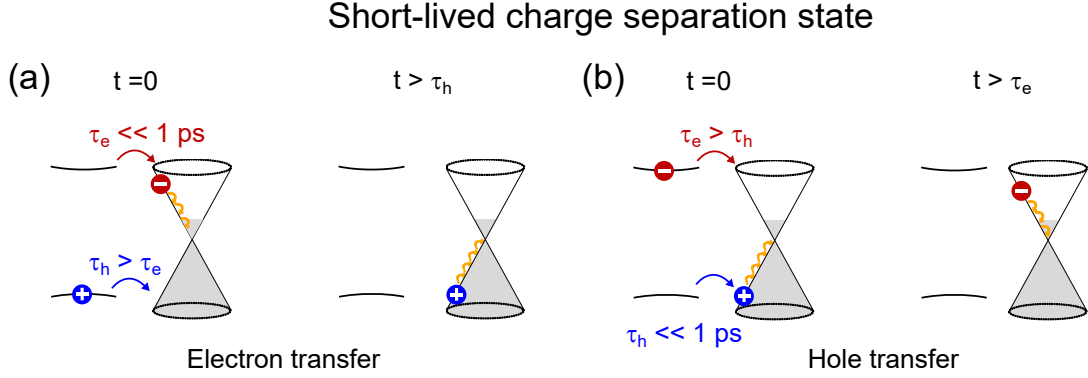 Short-lived charge separation state
(a)
t =0
t > τh
τe << 1 ps
τh > τe
Electron transfer
(b)
t=0
t > τe
τe > τh
τh << 1 ps
Hole transfer